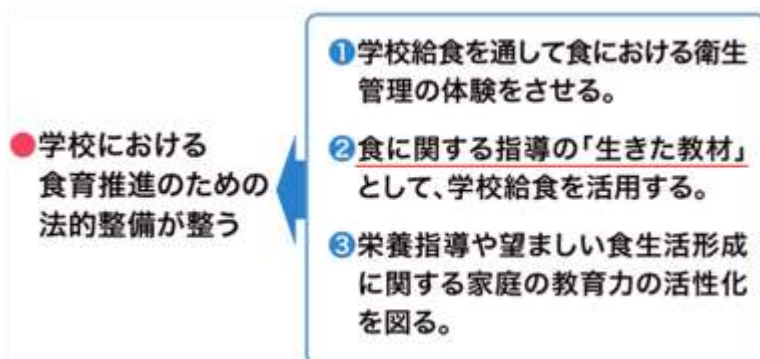 ●学校における
食育推進のための
法的整備が整う
❶学校給食を通して食における衛生
管理の体験をさせる。
❷食に関する指導の「生きた教材」
として、学校給食を活用する。
❸栄養指導や望ましい食生活形成
に関する家庭の教育力の活性化
を図る。